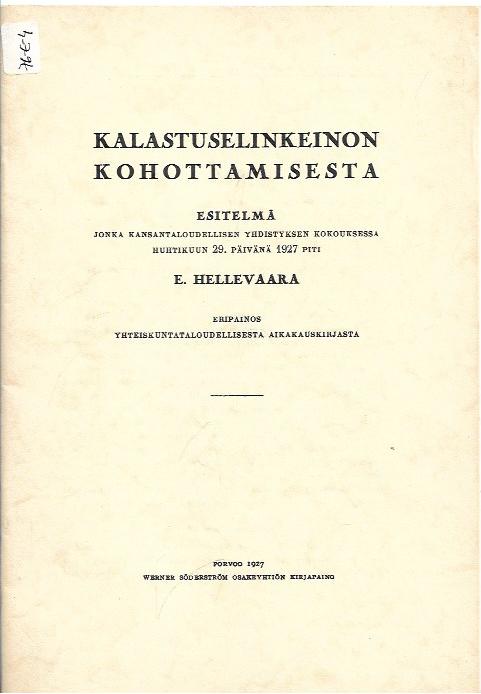 KALASTUSELINKEINON
KOHOTTAMISESTA
ESITELMÄ
JONKA KANSANTALOUDELLISEN YHDISTYKSEN KOKOUKSESSA
HUHTIKUUN 29. PÄIVÄNÄ 1927 PITI
E. HELLEVAARA
ERIPAINOS
YHTEISKUNTATALOUDELLISESTA AIKAKAUSKIRJASTA
PORVOO 1927
WERNER SÖDERSTRÖM OSAKEYHTIÖN KIRJAPAINO